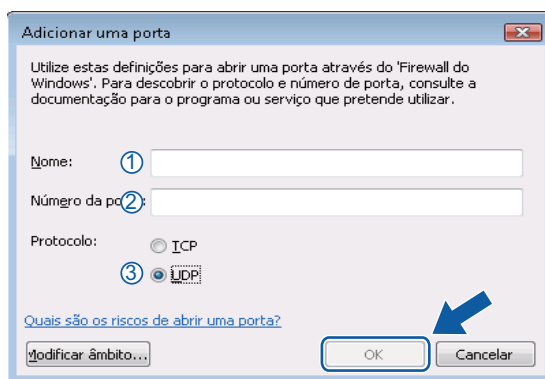 Adicionar uma porta
Utilize estas definições para abrir uma porta através do 'Firewall do
Windows'. Para descobrir o protocolo e número de porta, consulte a
documentação para o programa ou serviço que pretende utilizar.
Nome: 1
Número da po 2 :
Protocolo: TCP
3 UDP
Quais são os riscos de abrir uma porta?
Modificar âmbito... OK Cancelar